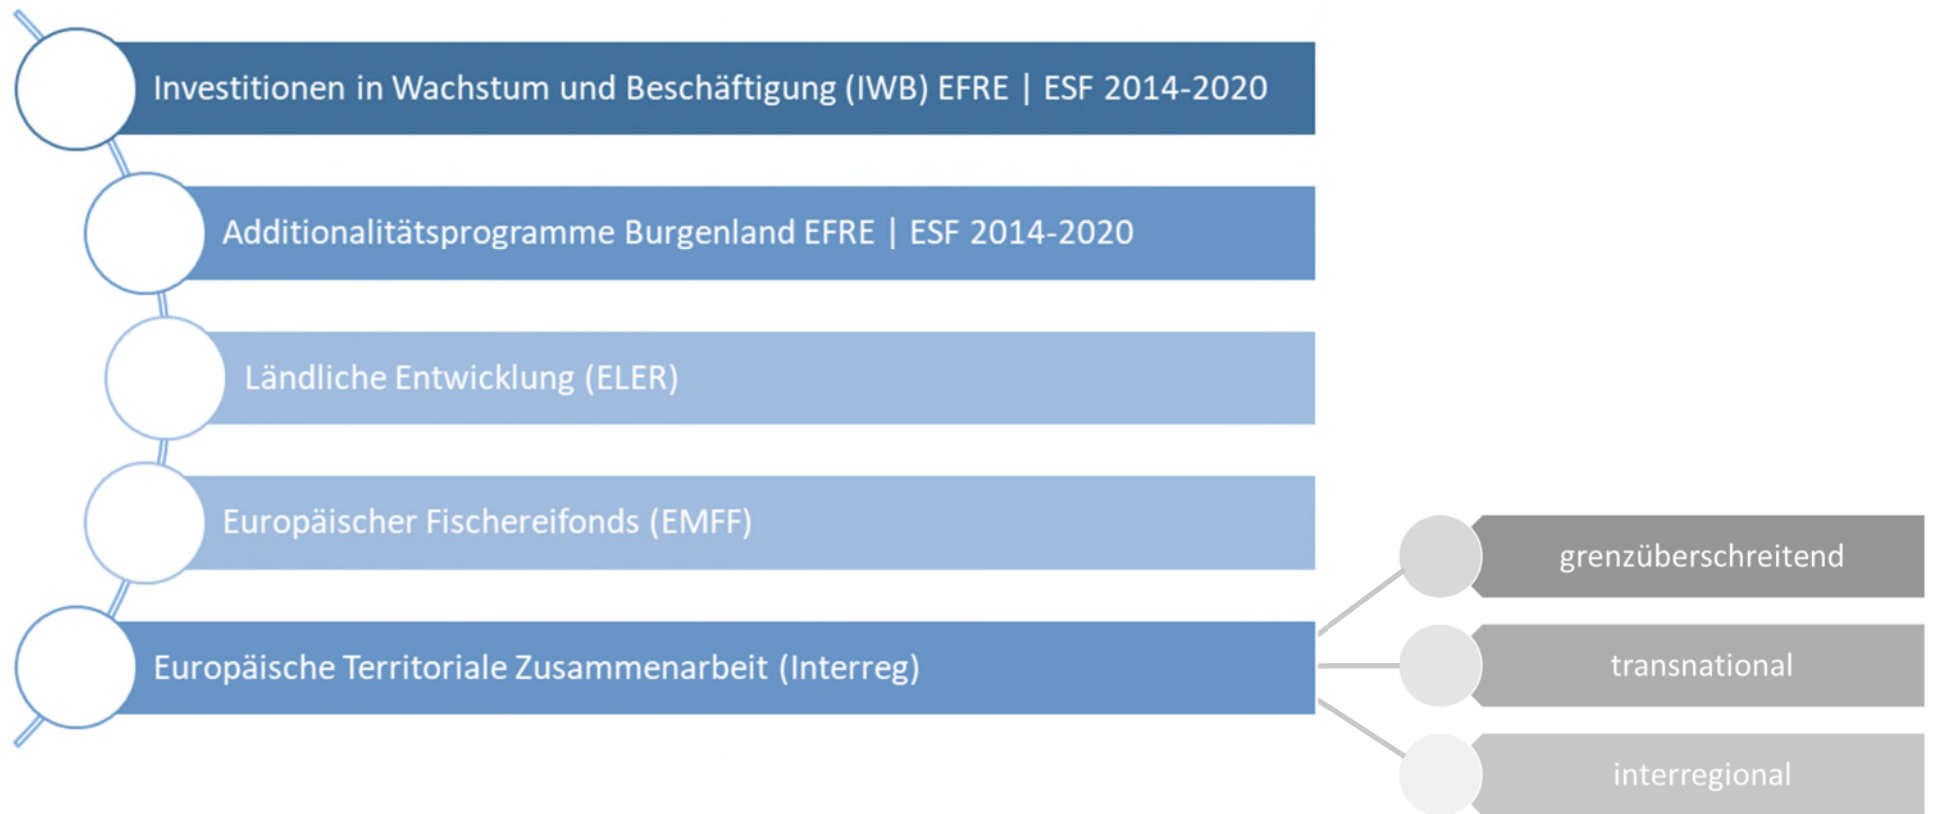 Investitionen in Wachstum und Beschäftigung (IWB) EFRE | ESF 2014-2020
Additionalitätsprogramme Burgenland EFRE | ESF 2014-2020
Ländliche Entwicklung (ELER)
Europäischer Fischereifonds (EMFF)
Europäische Territoriale Zusammenarbeit (Interreg)
grenzüberschreitend
transnational
interregional